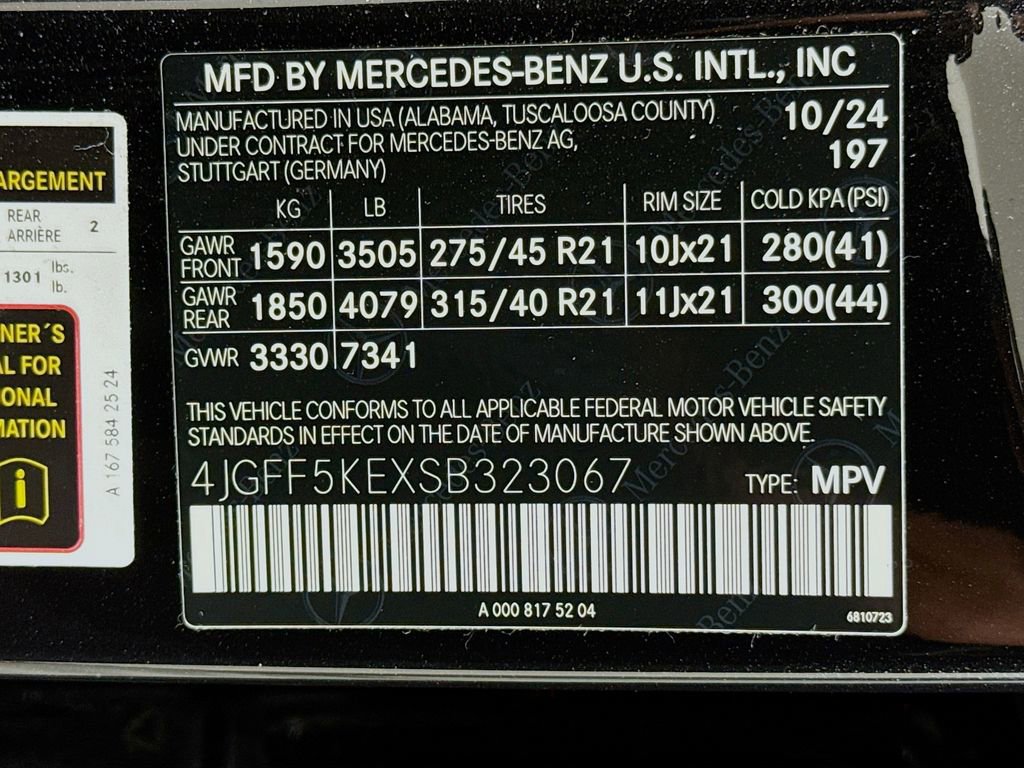 MFD BY MERCEDES-BENZ U.S. INTL., INC
MANUFACTURED IN USA (ALABAMA, TUSCALOOSA COUNTY) 10/24
UNDER CONTRACT FOR MERCEDES-BENZ AG, 197
STUTTGART (GERMANY)
KG LB TIRES RIM SIZE COLD KPA (PSI)
GAWR FRONT 1590 3505 275/45 R21 10Jx21 280(41)
GAWR REAR 1850 4079 315/40 R21 11Jx21 300(44)
GVWR 3330 7341
THIS VEHICLE CONFORMS TO ALL APPLICABLE FEDERAL MOTOR VEHICLE SAFETY
STANDARDS IN EFFECT ON THE DATE OF MANUFACTURE SHOWN ABOVE.
4JGFF5KEXSB323067 TYPE: MPV
A 000 817 52 04 6810723
ARGEMENT
REAR
ARRIÈRE 2
1301 lbs.
lb.
NER´S
AL FOR
ONAL
MATION
i
A 167 584 25 24